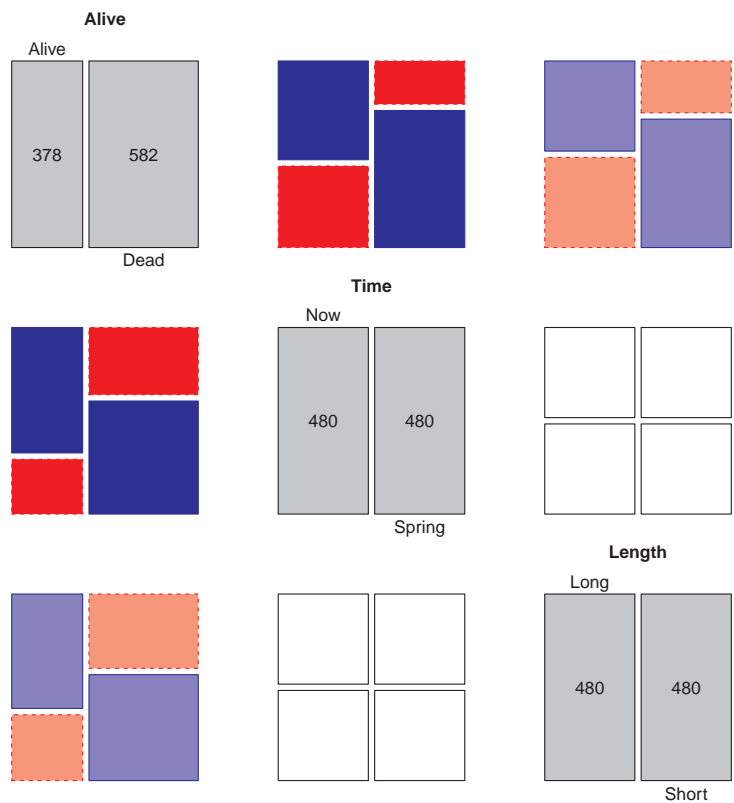 Alive
Alive
378
582
Dead
Time
Now
480
480
Spring
Length
Long
480
480
Short